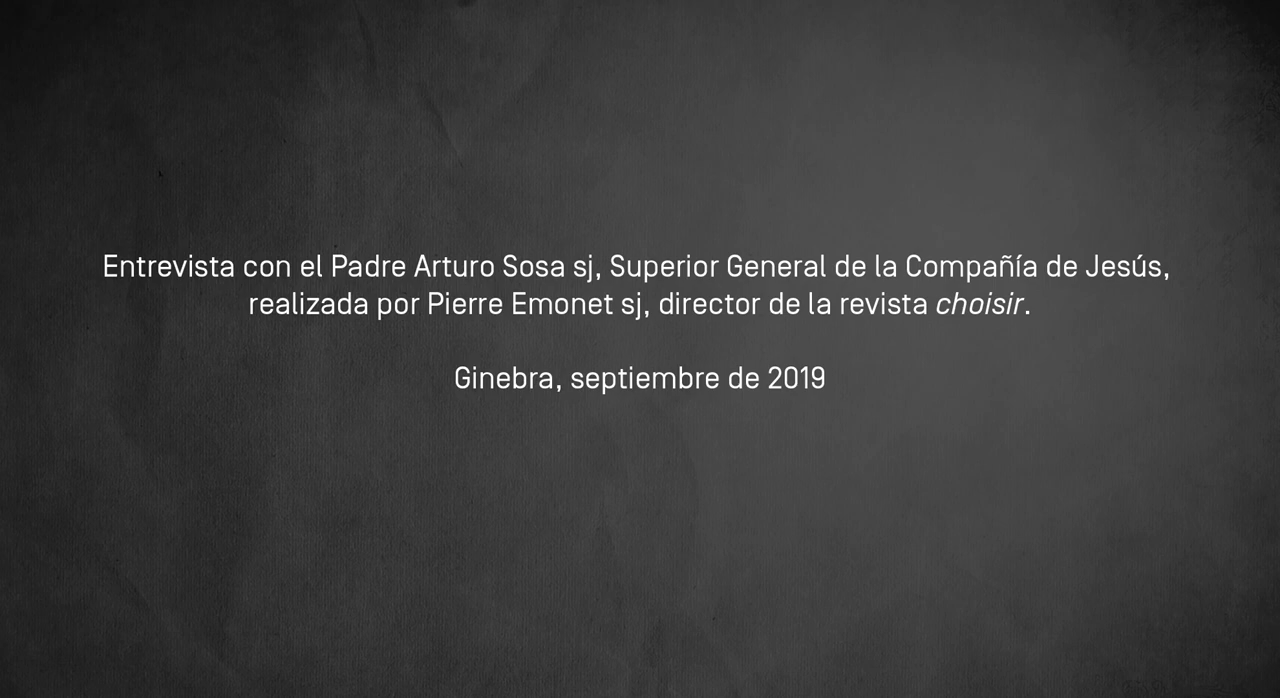 Entrevista con el Padre Arturo Sosa sj, Superior General de la Compañía de Jesús,
realizada por Pierre Emonet sj, director de la revista choisir.
Ginebra, septiembre de 2019